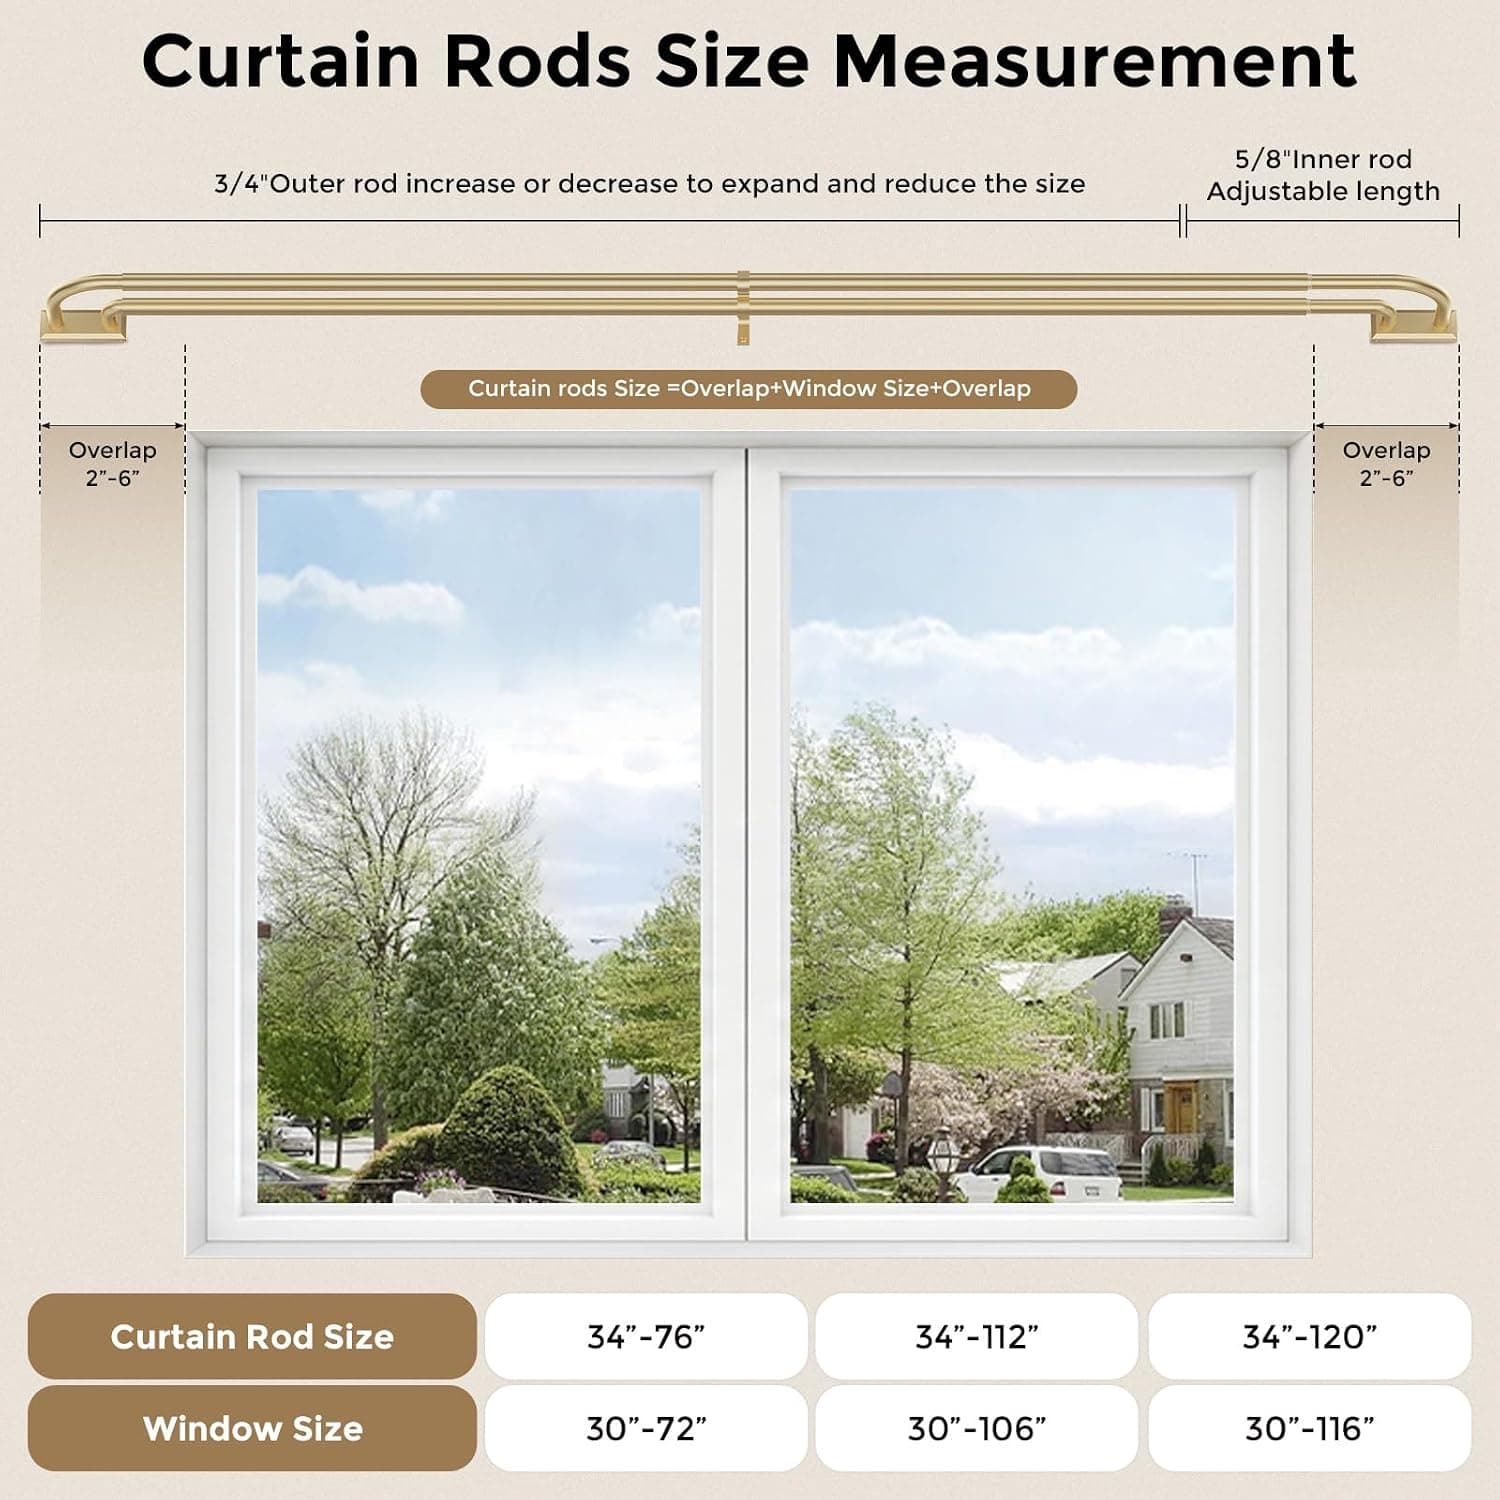 Curtain Rods Size Measurement
3/4"Outer rod increase or decrease to expand and reduce the size
5/8"Inner rod
Adjustable length
Curtain rods Size =Overlap+Window Size+Overlap
Overlap
2”-6”
Overlap
2”-6”
Curtain Rod Size 34”-76” 34”-112” 34”-120”
Window Size 30”-72” 30”-106” 30”-116”